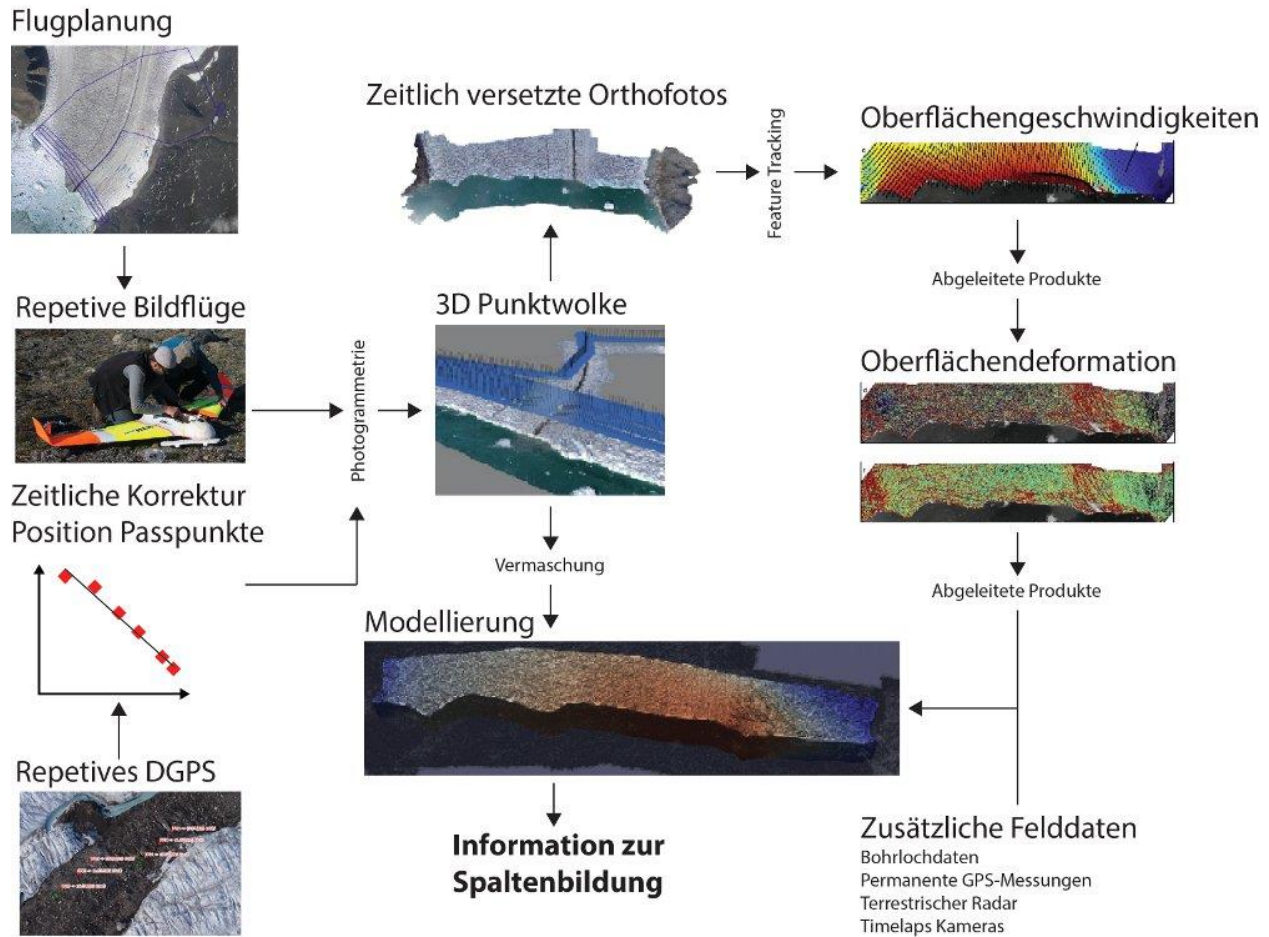 Flugplanung
Zeitlich versetzte Orthofotos
Feature Tracking
Oberflächengeschwindigkeiten
Abgeleitete Produkte
Repetive Bildflüge
Photogrammetrie
3D Punktwolke
Oberflächendeformation
Zeitliche Korrektur
Position Passpunkte
Vermaschung
Abgeleitete Produkte
Modellierung
Repetives DGPS
Information zur
Spaltenbildung
Zusätzliche Felddaten
Bohrlochdaten
Permanente GPS-Messungen
Terrestrischer Radar
Timelaps Kameras